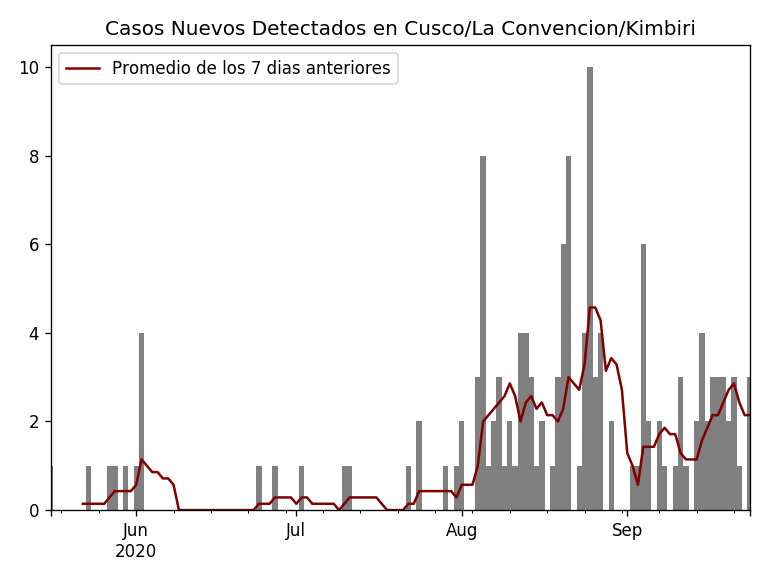 Casos Nuevos Detectados en Cusco/La Convencion/Kimbiri
Promedio de los 7 dias anteriores
10
8
6
4
2
0
Jun Jul Aug Sep
2020